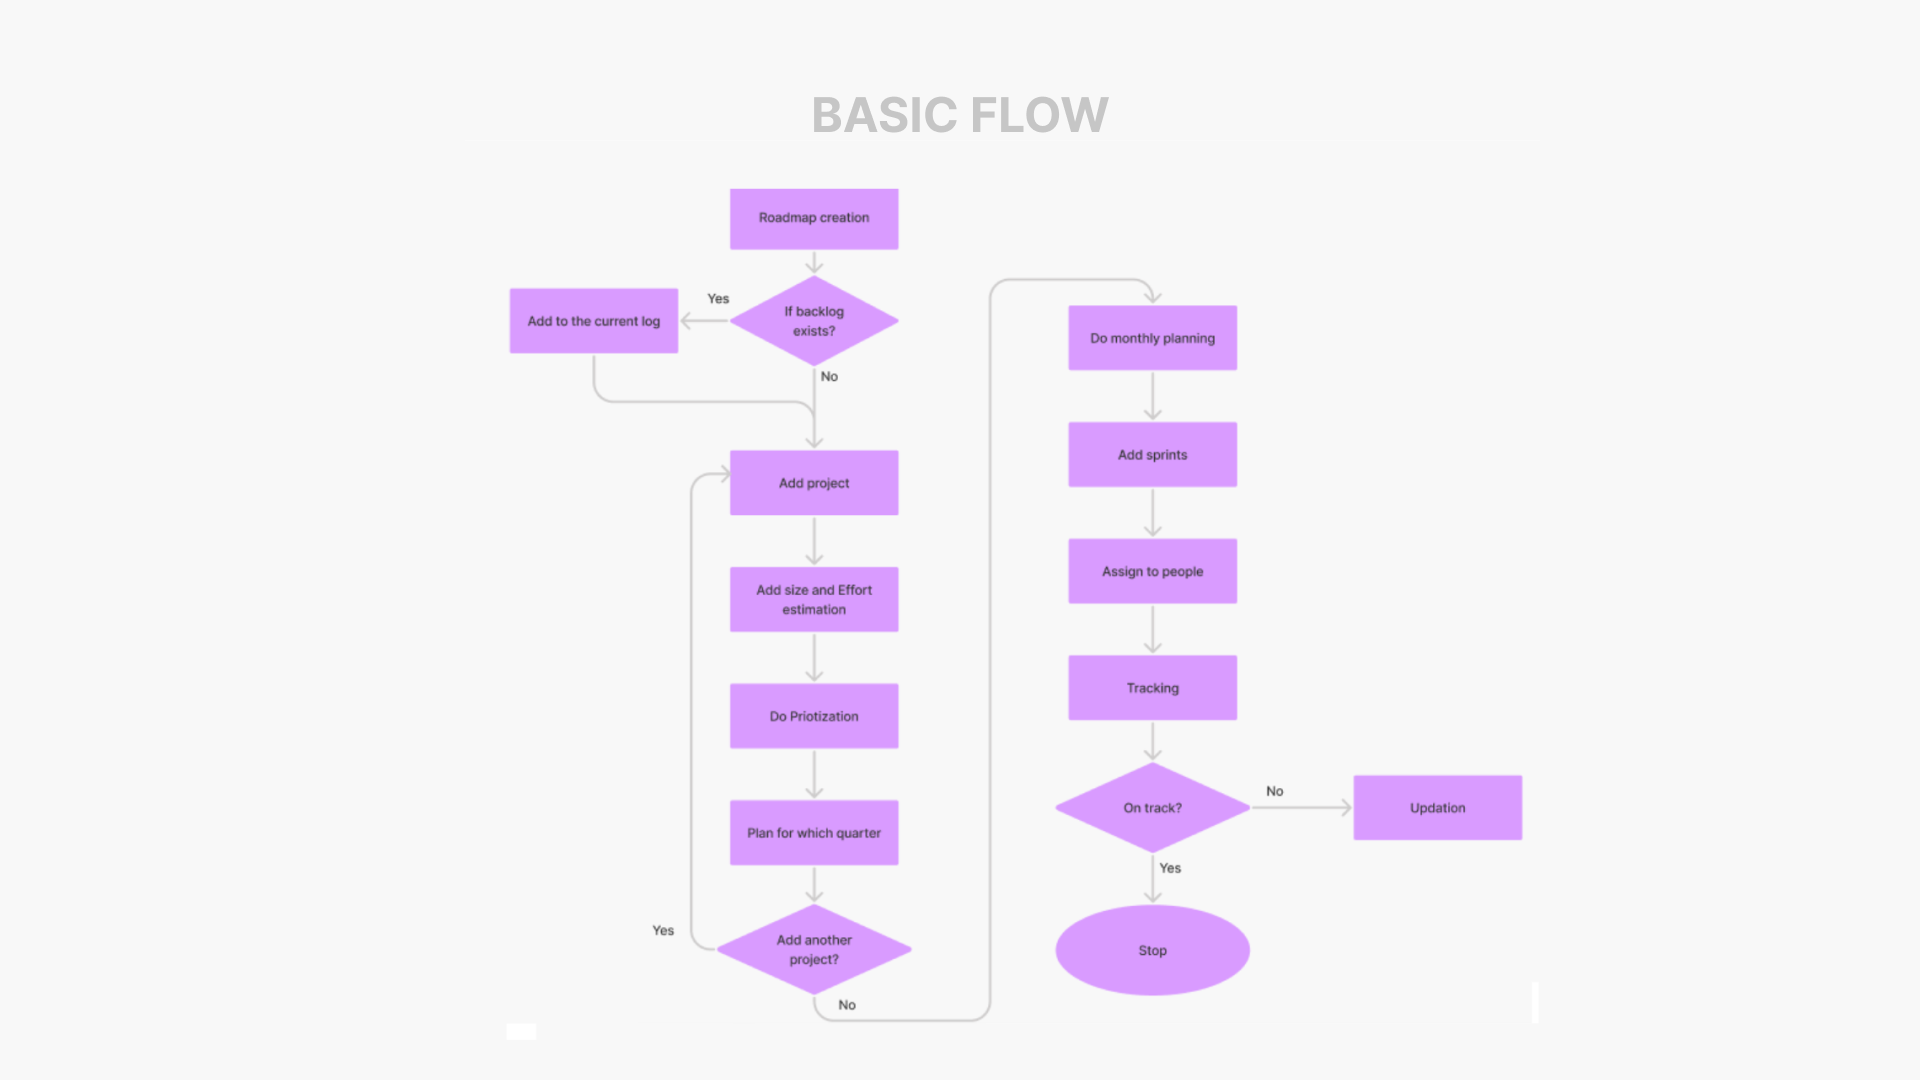 BASIC FLOW
Roadmap creation
If backlog
exists?
Yes
Add to the current log
No
Add project
Add size and Effort
estimation
Do Priotization
Plan for which quarter
Add another
project?
Yes
No
Do monthly planning
Add sprints
Assign to people
Tracking
On track?
No
Updation
Yes
Stop